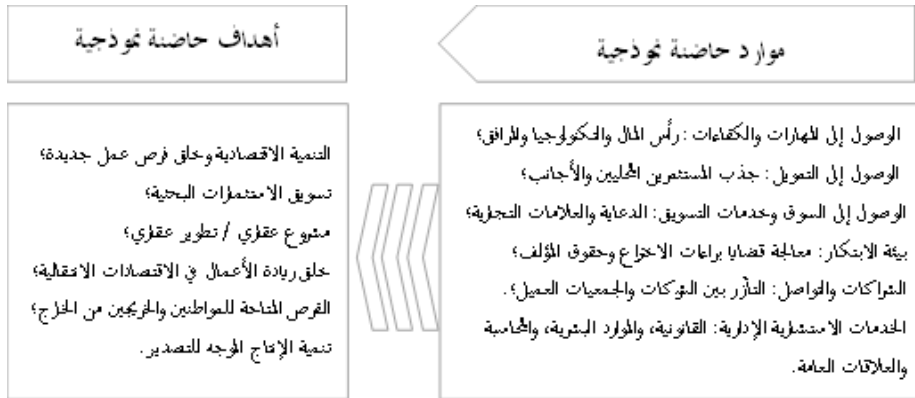 موارد حاضنة نموذجية
الوصول إلى المهارات والكفاءات: رأس المال والتكنولوجيا والمرافق؛
الوصول إلى التمويل: جذب المستثمرين المحليين والأجانب؛
الوصول إلى السوق وخدمات التسويق: الدعاية والعلامات التجارية؛
بيئة الابتكار: معالجة قضايا براءات الاختراع وحقوق المؤلف؛
الشراكات والتواصل: التآزر بين الشركات والجمعيات العميل؛.
الخدمات الاستشارية الإدارية: القانونية، والموارد البشرية، والمحاسبة
والعلاقات العامة.
أهداف حاضنة نموذجية
التنمية الاقتصادية وخلق فرص عمل جديدة؛
تسويق الاستثمارات البحثية؛
مشروع عقاري / تطوير عقاري؛
خلق ريادة الأعمال في الاقتصادات الانتقالية؛
الفرص المتاحة للمواطنين والخريجين من الخارج؛
تنمية الإنتاج الموجه للتصدير.